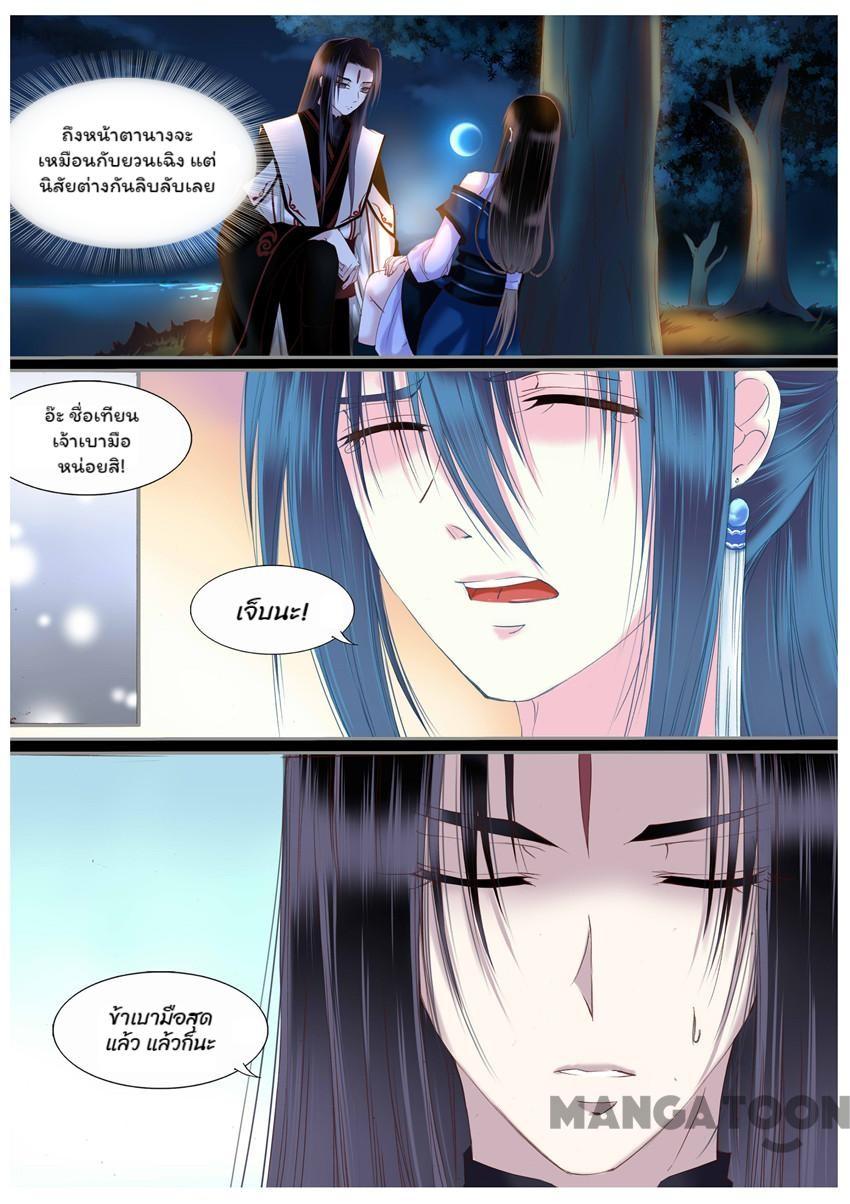 ถึงหน้าตานางจะ
เหมือนกับยวนเฉิง แต่
นิสัยต่างกันลิบลับเลย
อ๊ะ ชื่อเทียน
เจ้าเบามือ
หน่อยสิ!
เจ็บนะ!
ข้าเบามือสุด
แล้ว แล้วก็นะ
MANGATOON